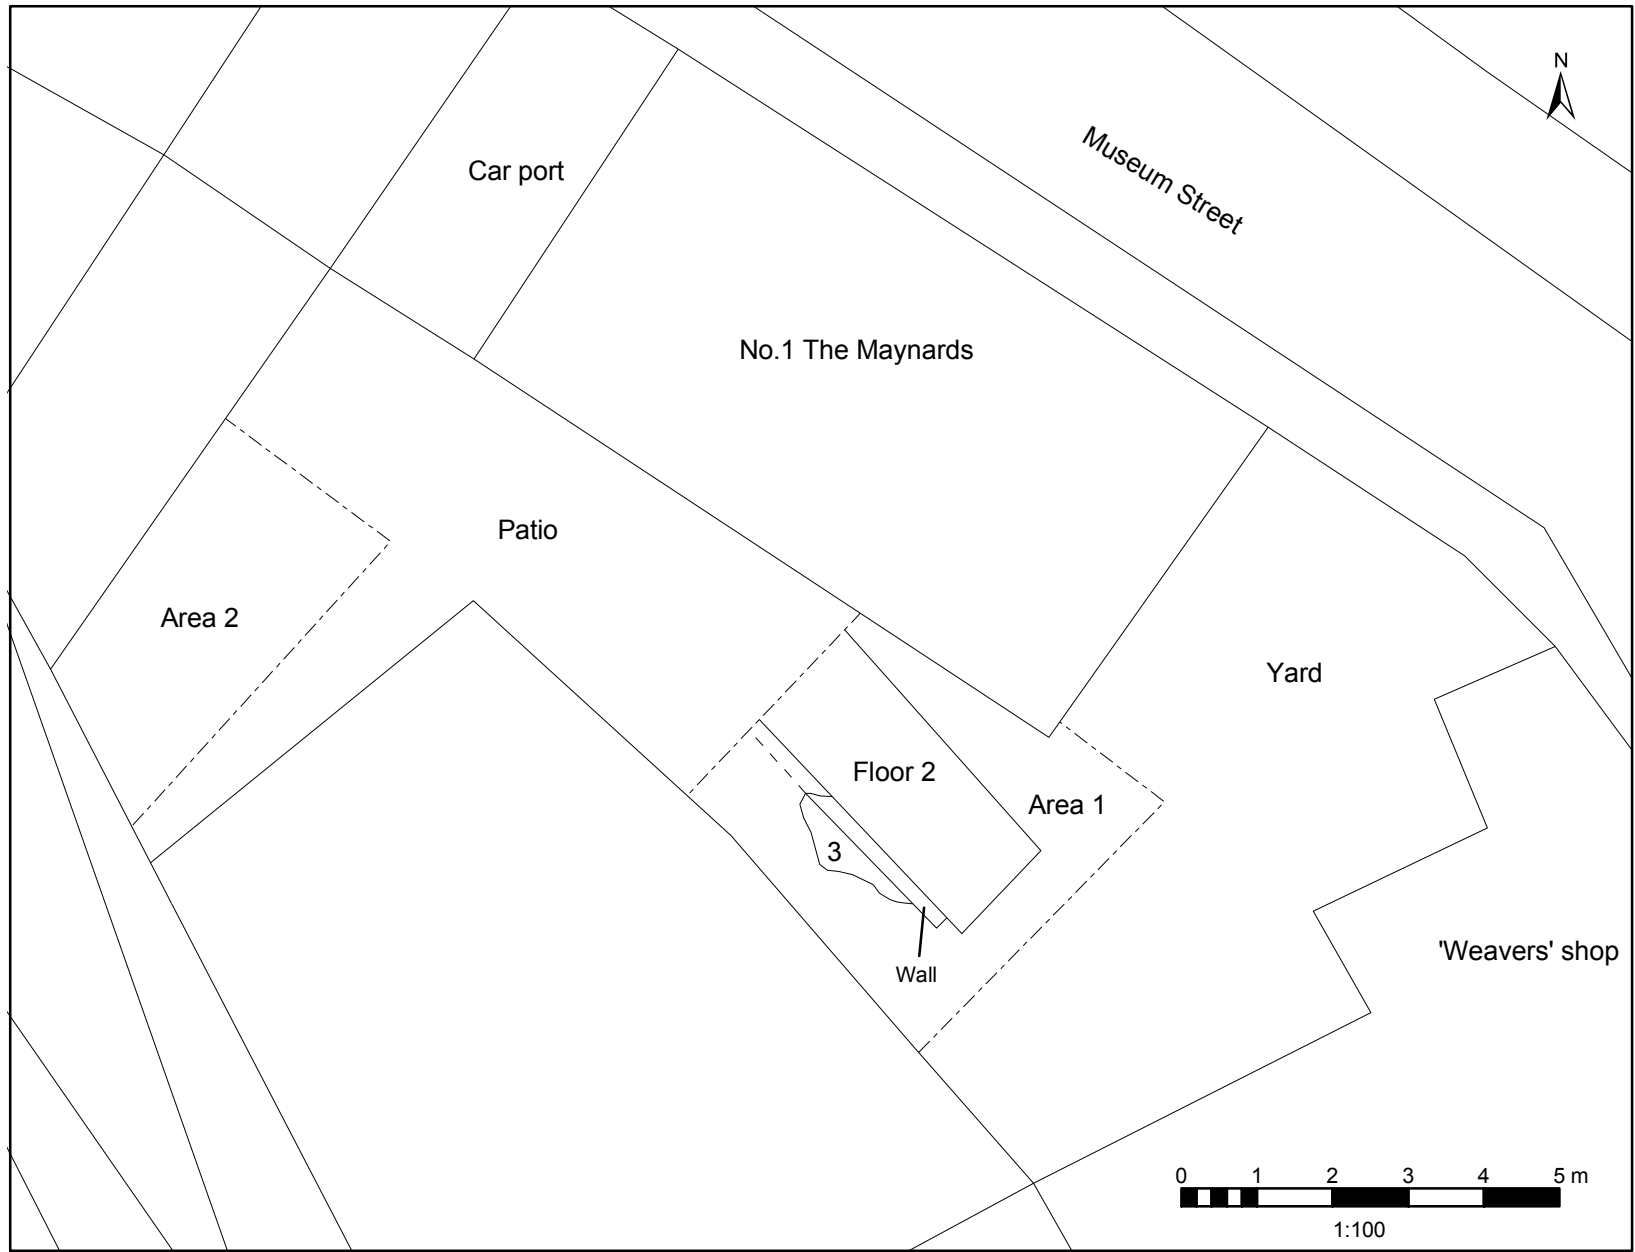 N
Museum Street
Car port
No.1 The Maynards
Patio
Area 2
Yard
Floor 2
Area 1
3
'Weavers' shop
Wall
0 1 2 3 4 5 m
1:100